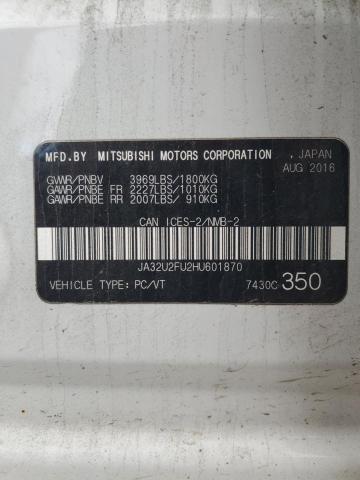 MFD.BY MITSUBISHI MOTORS CORPORATION , JAPAN
AUG 2016
GVWR/PNBV 3969LBS/1800KG
GAWR/PNBE FR 2227LBS/1010KG
GAWR/PNBE RR 2007LBS/ 910KG
CAN ICES-2/NMB-2
JA32U2FU2HU601870
VEHICLE TYPE: PC/VT 7430C 350